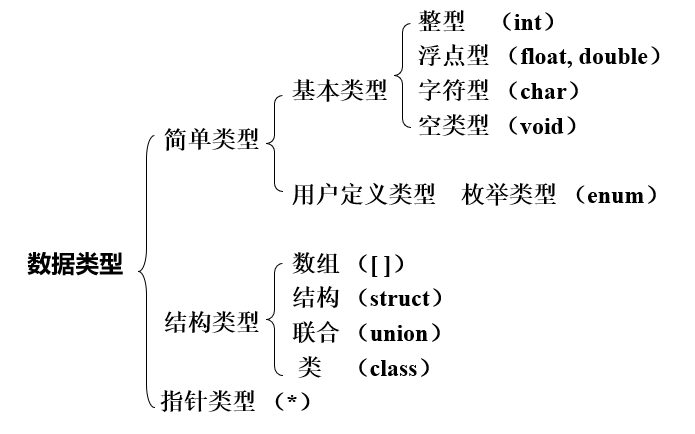 整型 （int）
浮点型（float, double）
基本类型
字符型（char）
空类型（void）
简单类型
用户定义类型 枚举类型（enum）
数据类型
数组（[ ]）
结构（struct）
结构类型
联合（union）
类 （class）
指针类型（*）